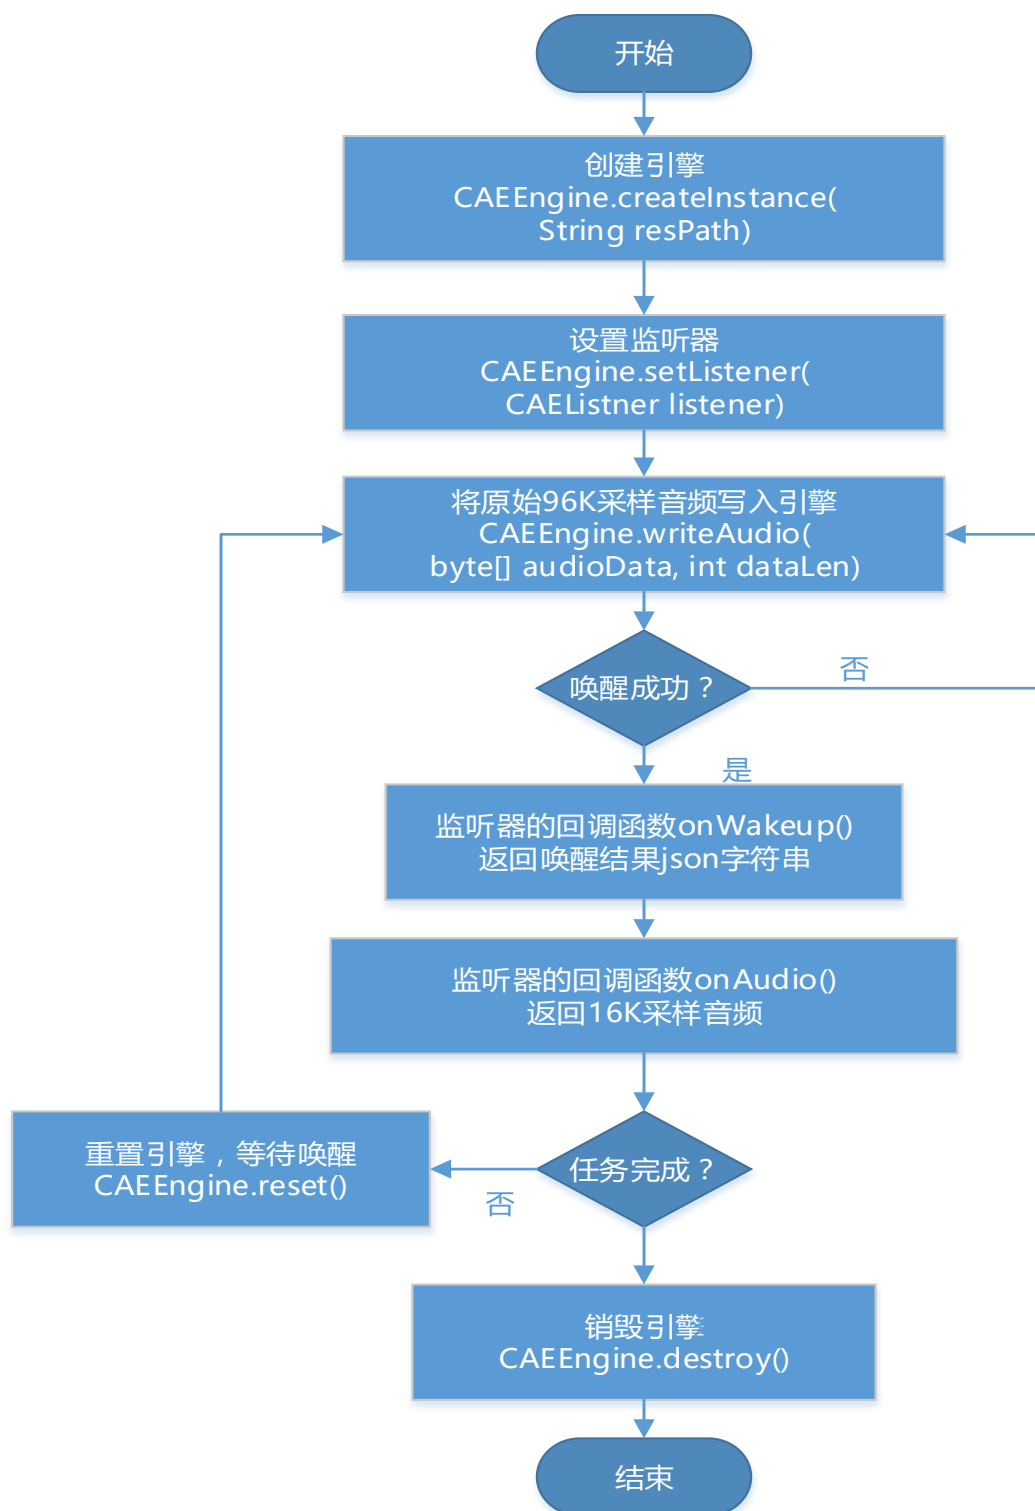 开始
创建引擎
CAEEngine.createInstance(
String resPath)
设置监听器
CAEEngine.setListener(
CAEListner listener)
将原始96K采样音频写入引擎
CAEEngine.writeAudio(
byte[] audioData, int dataLen)
唤醒成功？
否
是
监听器的回调函数onWakeup()
返回唤醒结果json字符串
监听器的回调函数onAudio()
返回16K采样音频
重置引擎，等待唤醒
CAEEngine.reset()
任务完成？
否
销毁引擎
CAEEngine.destroy()
结束